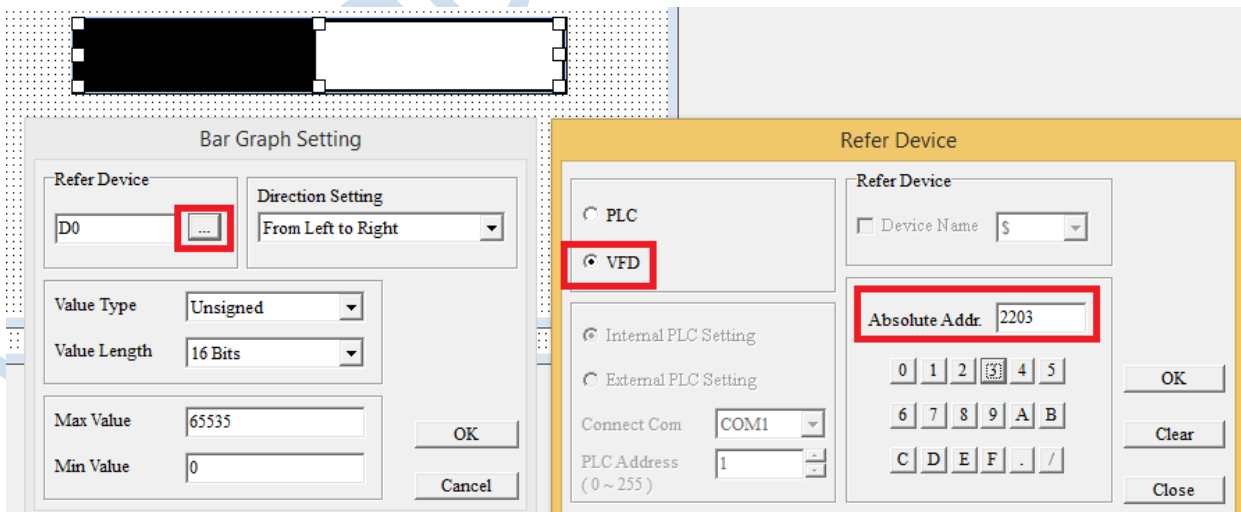 Bar Graph Setting
Refer Device
D0
...
Direction Setting
From Left to Right
Value Type
Unsigned
Value Length
16 Bits
Max Value
65535
Min Value
0
OK
Cancel
Refer Device
PLC
VFD
Internal PLC Setting
External PLC Setting
Connect Com
COM1
PLC Address
1
( 0 ~ 255 )
Refer Device
Device Name
$
Absolute Addr.
2203
0 1 2 3 4 5
6 7 8 9 A B
C D E F . /
OK
Clear
Close